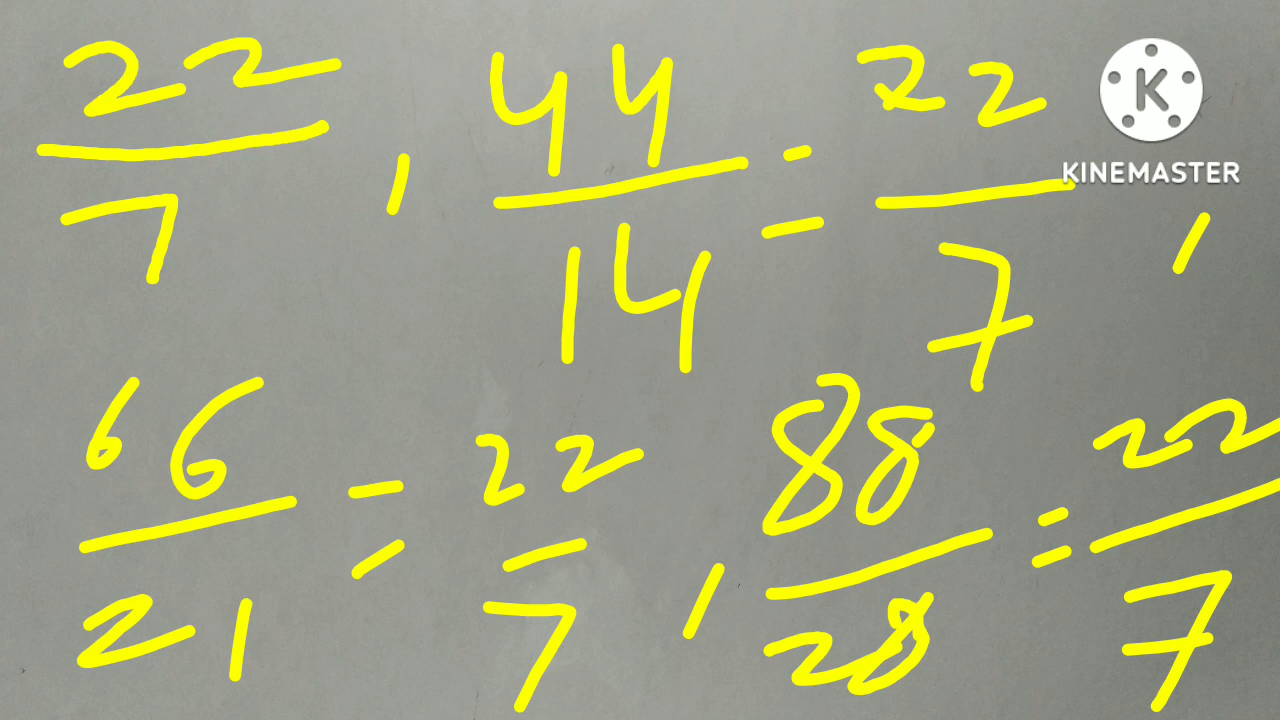 22/7 , 44/14 = 22/7 ,
K
KINEMASTER
66/21 = 22/7 , 88/28 = 22/7